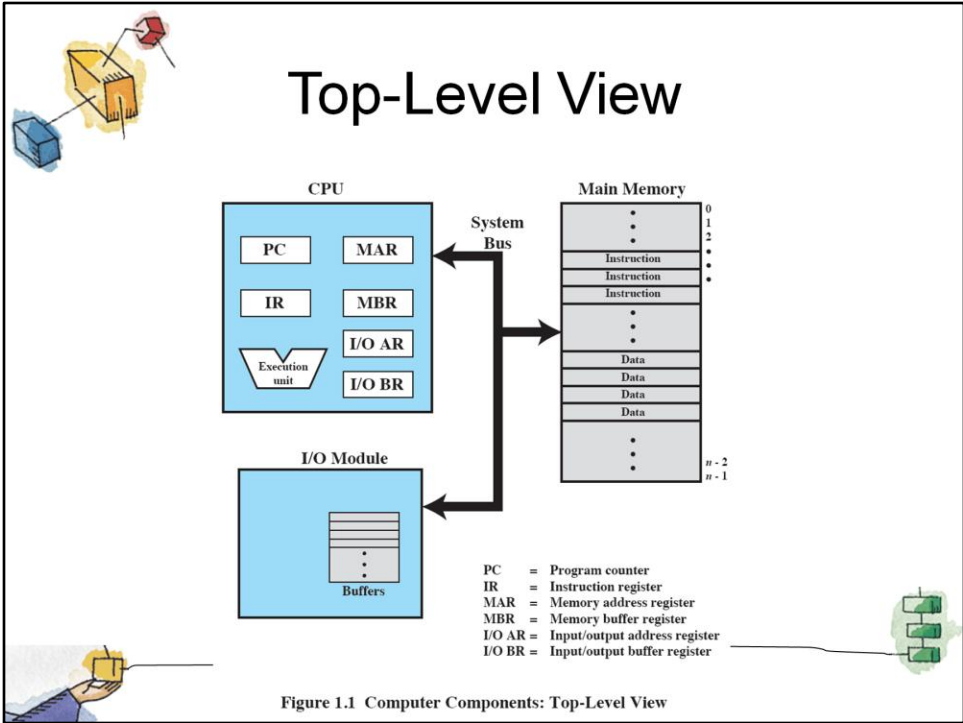 Top-Level View
CPU
Main Memory
System
Bus
PC
MAR
IR
MBR
I/O AR
Execution
unit
I/O BR
0
1
2
Instruction
Instruction
Instruction
Data
Data
Data
Data
n - 2
n - 1
I/O Module
Buffers
PC = Program counter
IR = Instruction register
MAR = Memory address register
MBR = Memory buffer register
I/O AR = Input/output address register
I/O BR = Input/output buffer register
Figure 1.1 Computer Components: Top-Level View